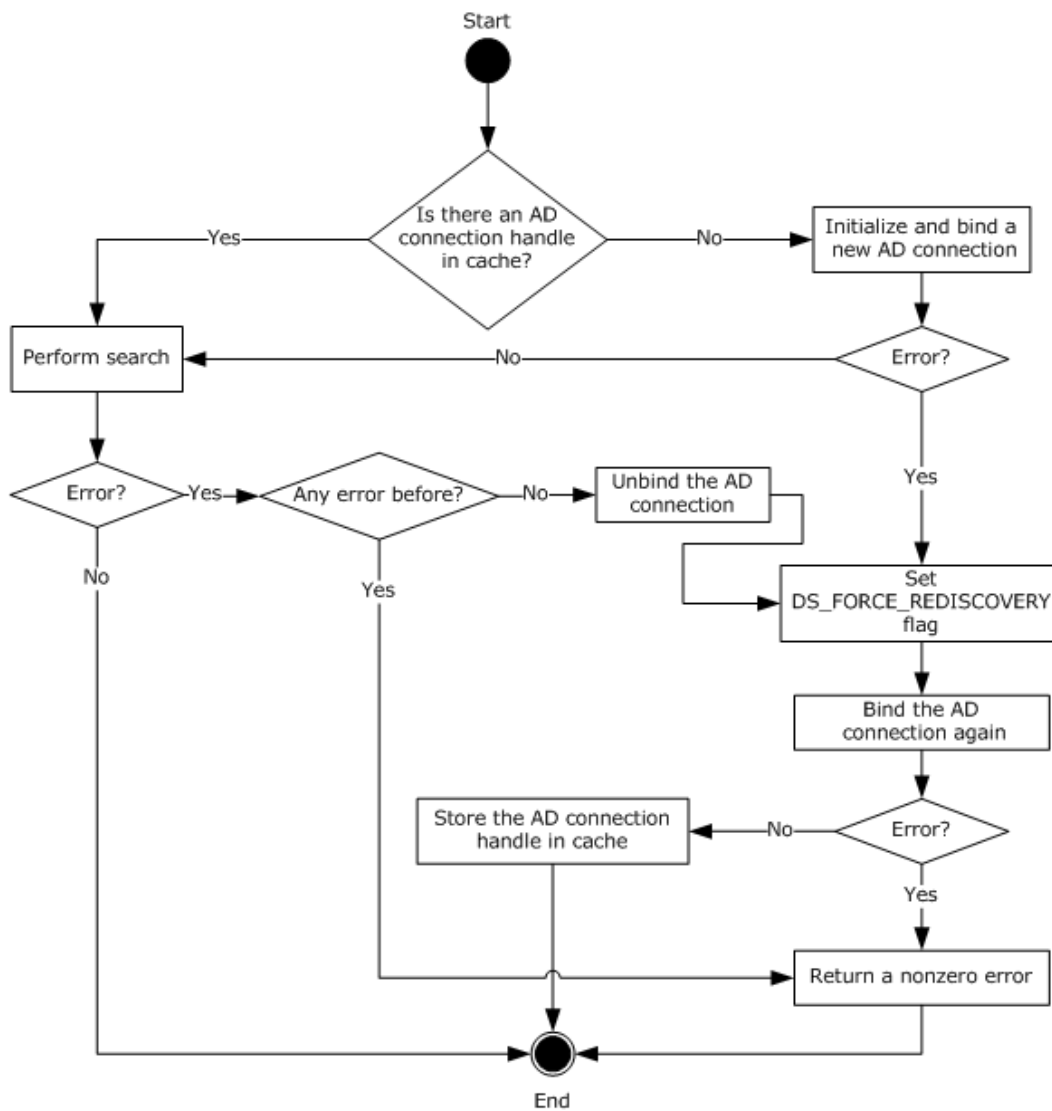 Start
Is there an AD
connection handle
in cache?
Yes
No
Initialize and bind a
new AD connection
Perform search
No
Error?
Error?
Yes
Any error before?
No
Unbind the AD
connection
Yes
No
Yes
Set
DS_FORCE_REDISCOVERY
flag
Bind the AD
connection again
Store the AD connection
handle in cache
No
Error?
Yes
Return a nonzero error
End